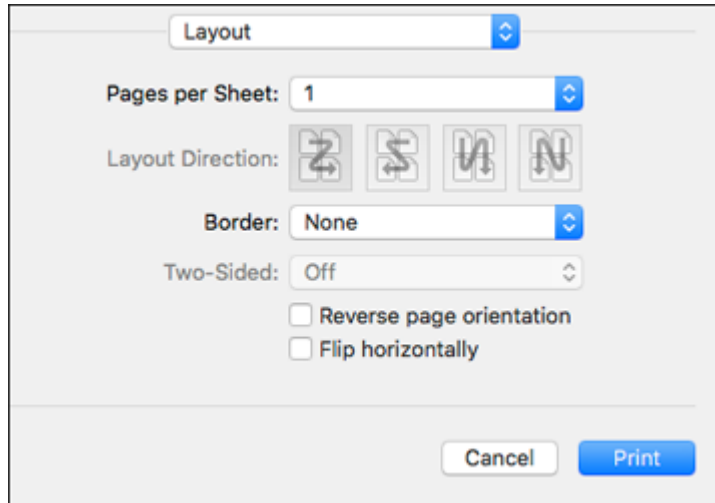 Layout
Pages per Sheet: 1
Layout Direction:
Border: None
Two-Sided: Off
Reverse page orientation
Flip horizontally
Cancel Print